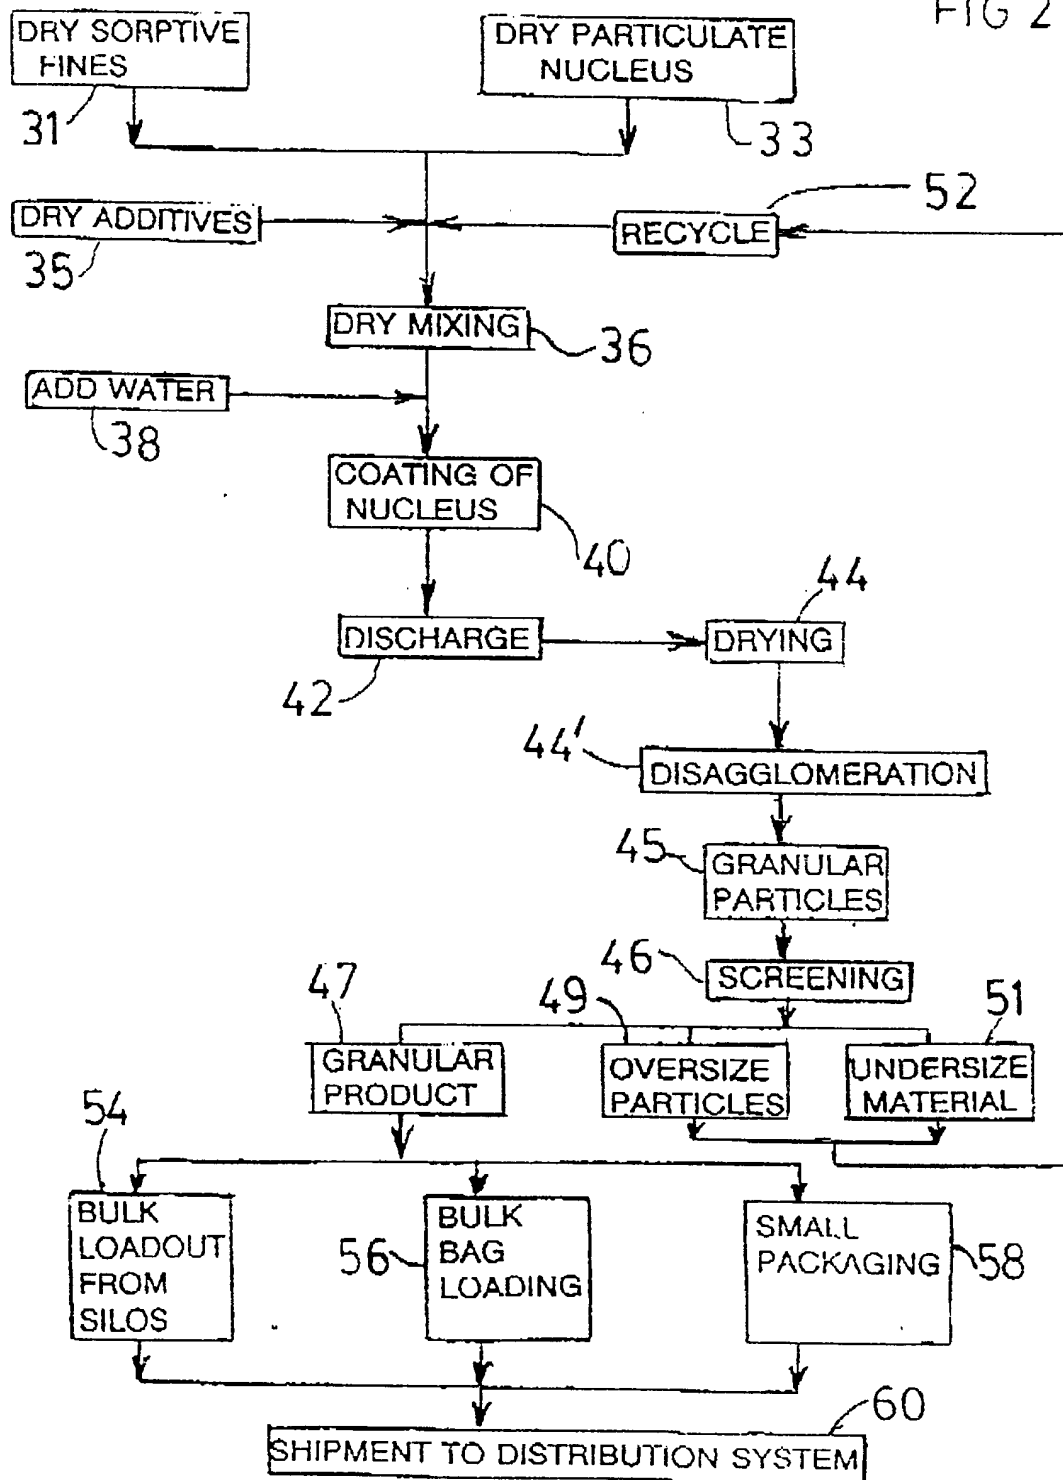 FIG 2
DRY SORPTIVE
FINES
31
DRY PARTICULATE
NUCLEUS
33
DRY ADDITIVES
35
RECYCLE
52
DRY MIXING
36
ADD WATER
38
COATING OF
NUCLEUS
40
DISCHARGE
42
DRYING
44
44'
DISAGGLOMERATION
45
GRANULAR
PARTICLES
46
SCREENING
47
GRANULAR
PRODUCT
49
OVERSIZE
PARTICLES
51
UNDERSIZE
MATERIAL
54
BULK
LOADOUT
FROM
SILOS
56
BULK
BAG
LOADING
SMALL
PACKAGING
58
60
SHIPMENT TO DISTRIBUTION SYSTEM